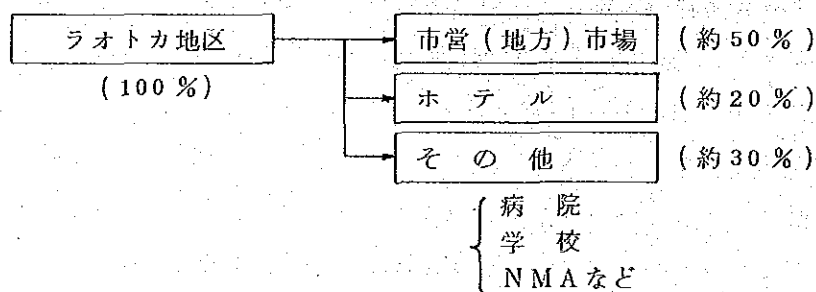 ラオトカ地区
(100%)
市営(地方)市場 (約50%)
ホテル (約20%)
その他 (約30%)
病院
学校
NMAなど